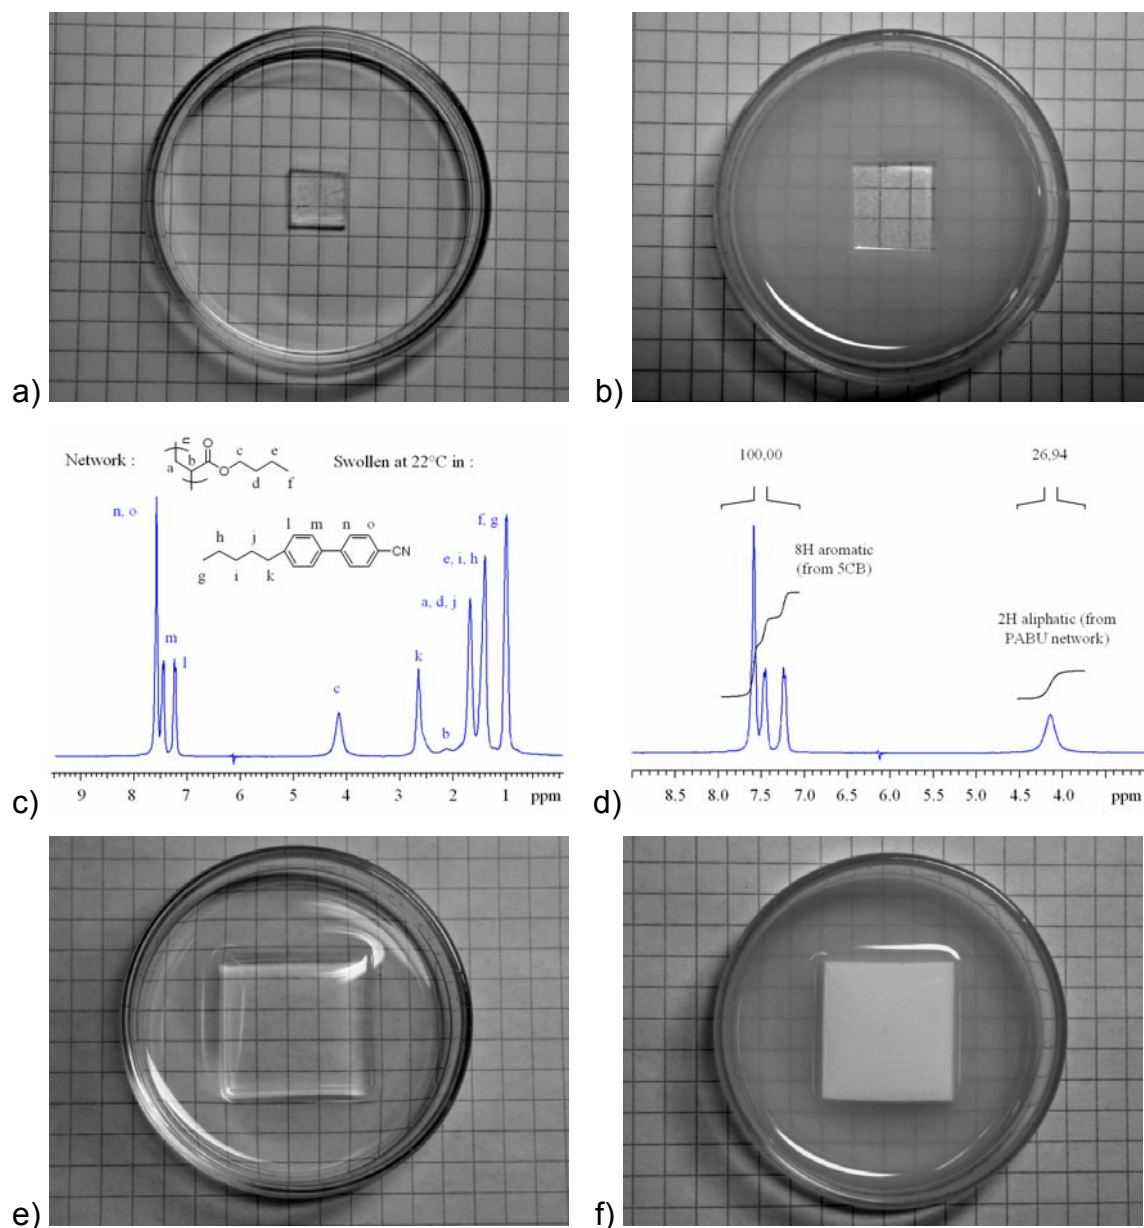 a)
b)
Network :
n
O
a
b
c
O
d
e
f
Swollen at 22°C in :
n, o
h
j
l
m
n
o
g
i
k
CN
f, g
e, i, h
a, d, j
m
l
k
c
b
9 8 7 6 5 4 3 2 1 ppm
c)
100,00
26,94
8H aromatic
(from 5CB)
2H aliphatic (from
PABU network)
8.5 8.0 7.5 7.0 6.5 6.0 5.5 5.0 4.5 4.0 ppm
d)
e)
f)